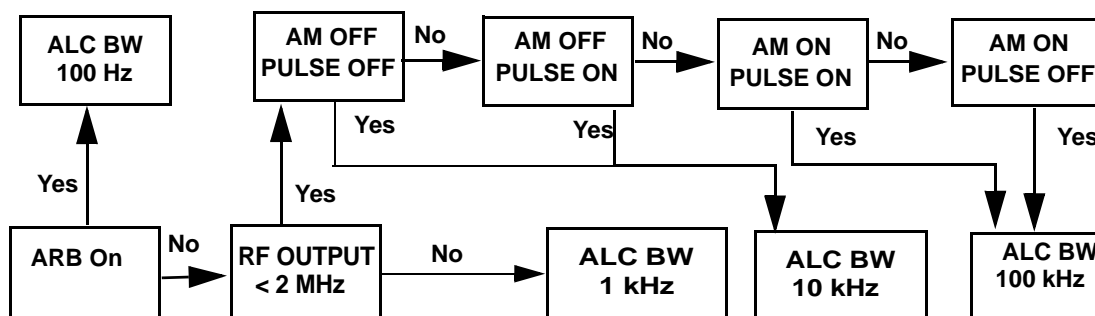 ALC BW
100 Hz
AM OFF
PULSE OFF
No
AM OFF
PULSE ON
No
AM ON
PULSE ON
No
AM ON
PULSE OFF
Yes
Yes
Yes
Yes
Yes
Yes
ARB On
No
RF OUTPUT
< 2 MHz
No
ALC BW
1 kHz
ALC BW
10 kHz
ALC BW
100 kHz